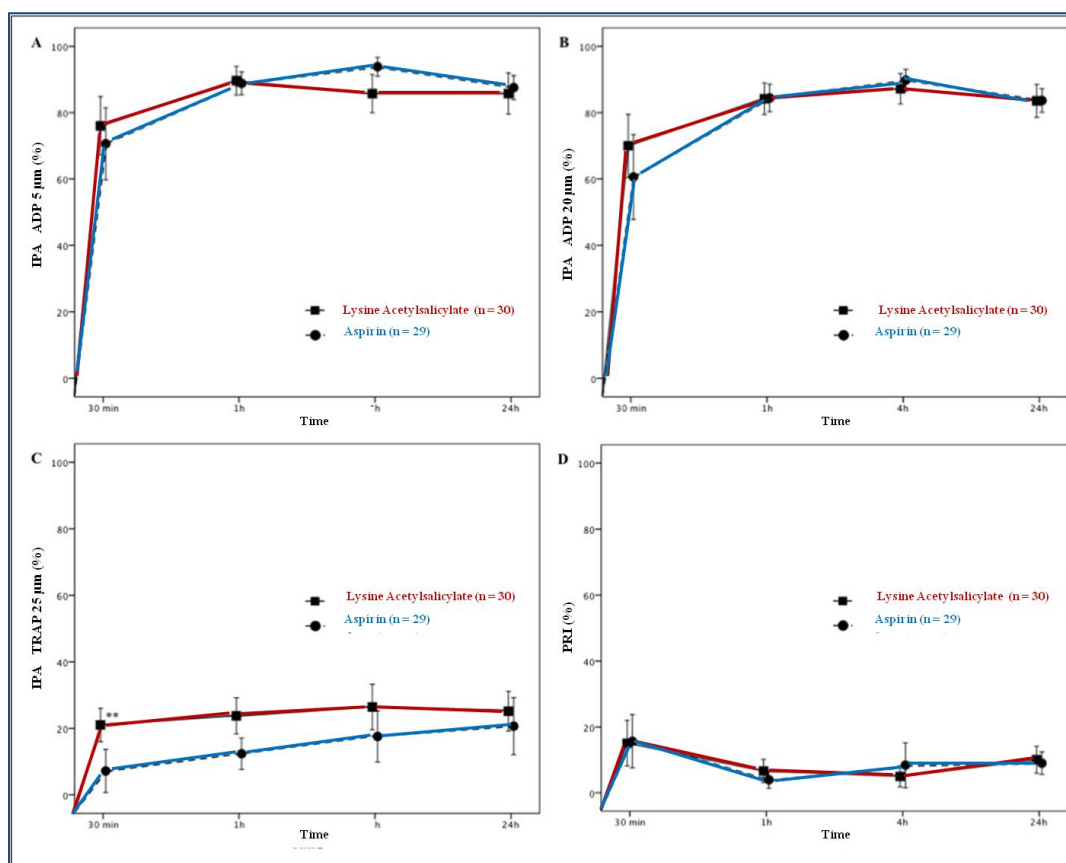 A
100
80
60
40
20
0
IPA ADP 5 µm (%)
Lysine Acetylsalicylate (n = 30)
Aspirin (n = 29)
30 min 1h h 24h
Time
B
100
80
60
40
20
0
IPA ADP 20 µm (%)
Lysine Acetylsalicylate (n = 30)
Aspirin (n = 29)
30 min 1h 4h 24h
Time
C
100
80
60
40
20
0
IPA TRAP 25 µm (%)
**
Lysine Acetylsalicylate (n = 30)
Aspirin (n = 29)
30 min 1h h 24h
Time
D
100
80
60
40
20
0
PRI (%)
Lysine Acetylsalicylate (n = 30)
Aspirin (n = 29)
30 min 1h 4h 24h
Time